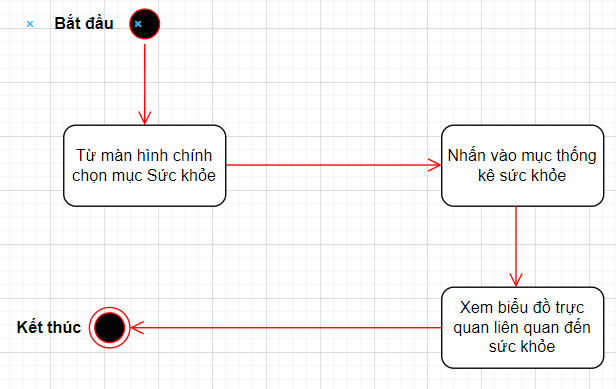 Bắt đầu
Từ màn hình chính
chọn mục Sức khỏe
Nhấn vào mục thống
kê sức khỏe
Xem biểu đồ trực
quan liên quan đến
sức khỏe
Kết thúc